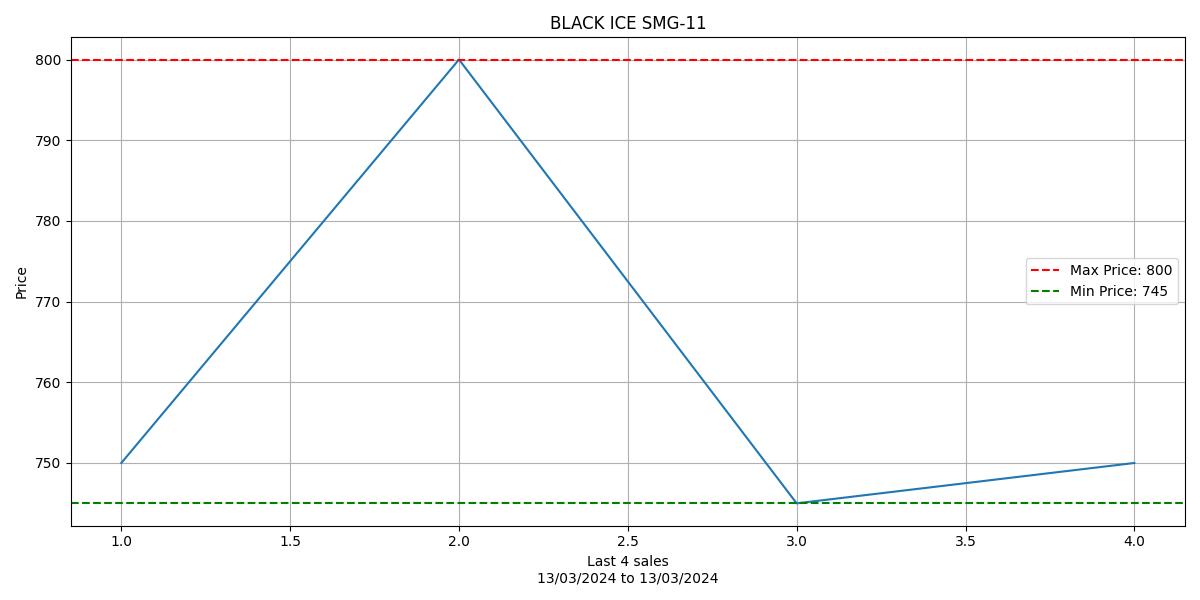 BLACK ICE SMG-11
800
790
780
770
760
750
Price
Max Price: 800
Min Price: 745
1.0 1.5 2.0 2.5 3.0 3.5 4.0
Last 4 sales
13/03/2024 to 13/03/2024